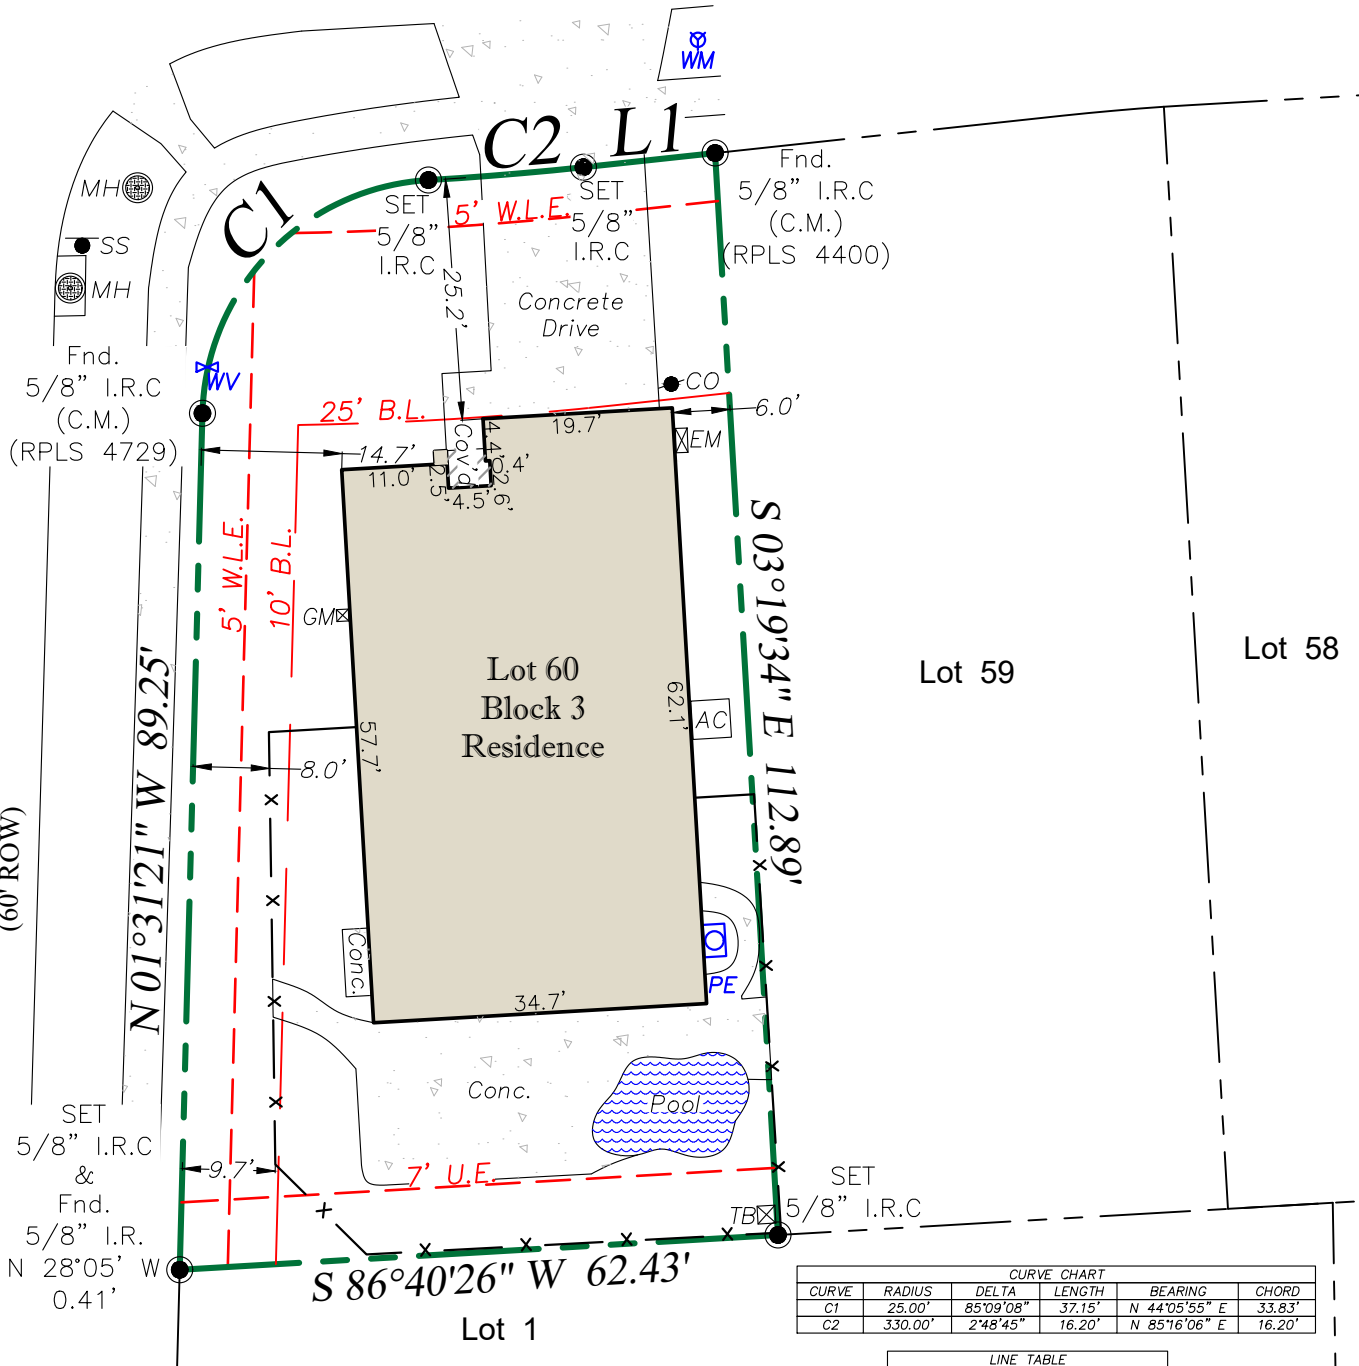 WM
C2 L1
C1
MH
SS
MH
Fnd.
5/8" I.R.C
(C.M.)
(RPLS 4400)
SET
5/8"
I.R.C
SET
5/8"
I.R.C
5' W.L.E.
25.2'
Concrete
Drive
Fnd.
5/8" I.R.C
(C.M.)
(RPLS 4729)
WV
CO
25' B.L.
6.0'
14.7'
19.7'
EM
Cov'd
4.4'
0.4'
11.0'
2.5'
4.5'
2.6'
5' W.L.E.
10' B.L.
GM
S 03°19'34" E 112.89'
Lot 60
Block 3
Residence
Lot 59
Lot 58
N 01°31'21" W 89.25'
62.1'
AC
57.7'
8.0'
(60' ROW)
Conc.
PE
34.7'
Conc.
Pool
SET
5/8" I.R.C
&
Fnd.
5/8" I.R.
N 28°05' W
0.41'
9.7'
7' U.E.
SET
5/8" I.R.C
TB
S 86°40'26" W 62.43'
Lot 1
CURVE CHART
CURVE RADIUS DELTA LENGTH BEARING CHORD
C1 25.00' 85°09'08" 37.15' N 44°05'55" E 33.83'
C2 330.00' 2°48'45" 16.20' N 85°16'06" E 16.20'
LINE TABLE